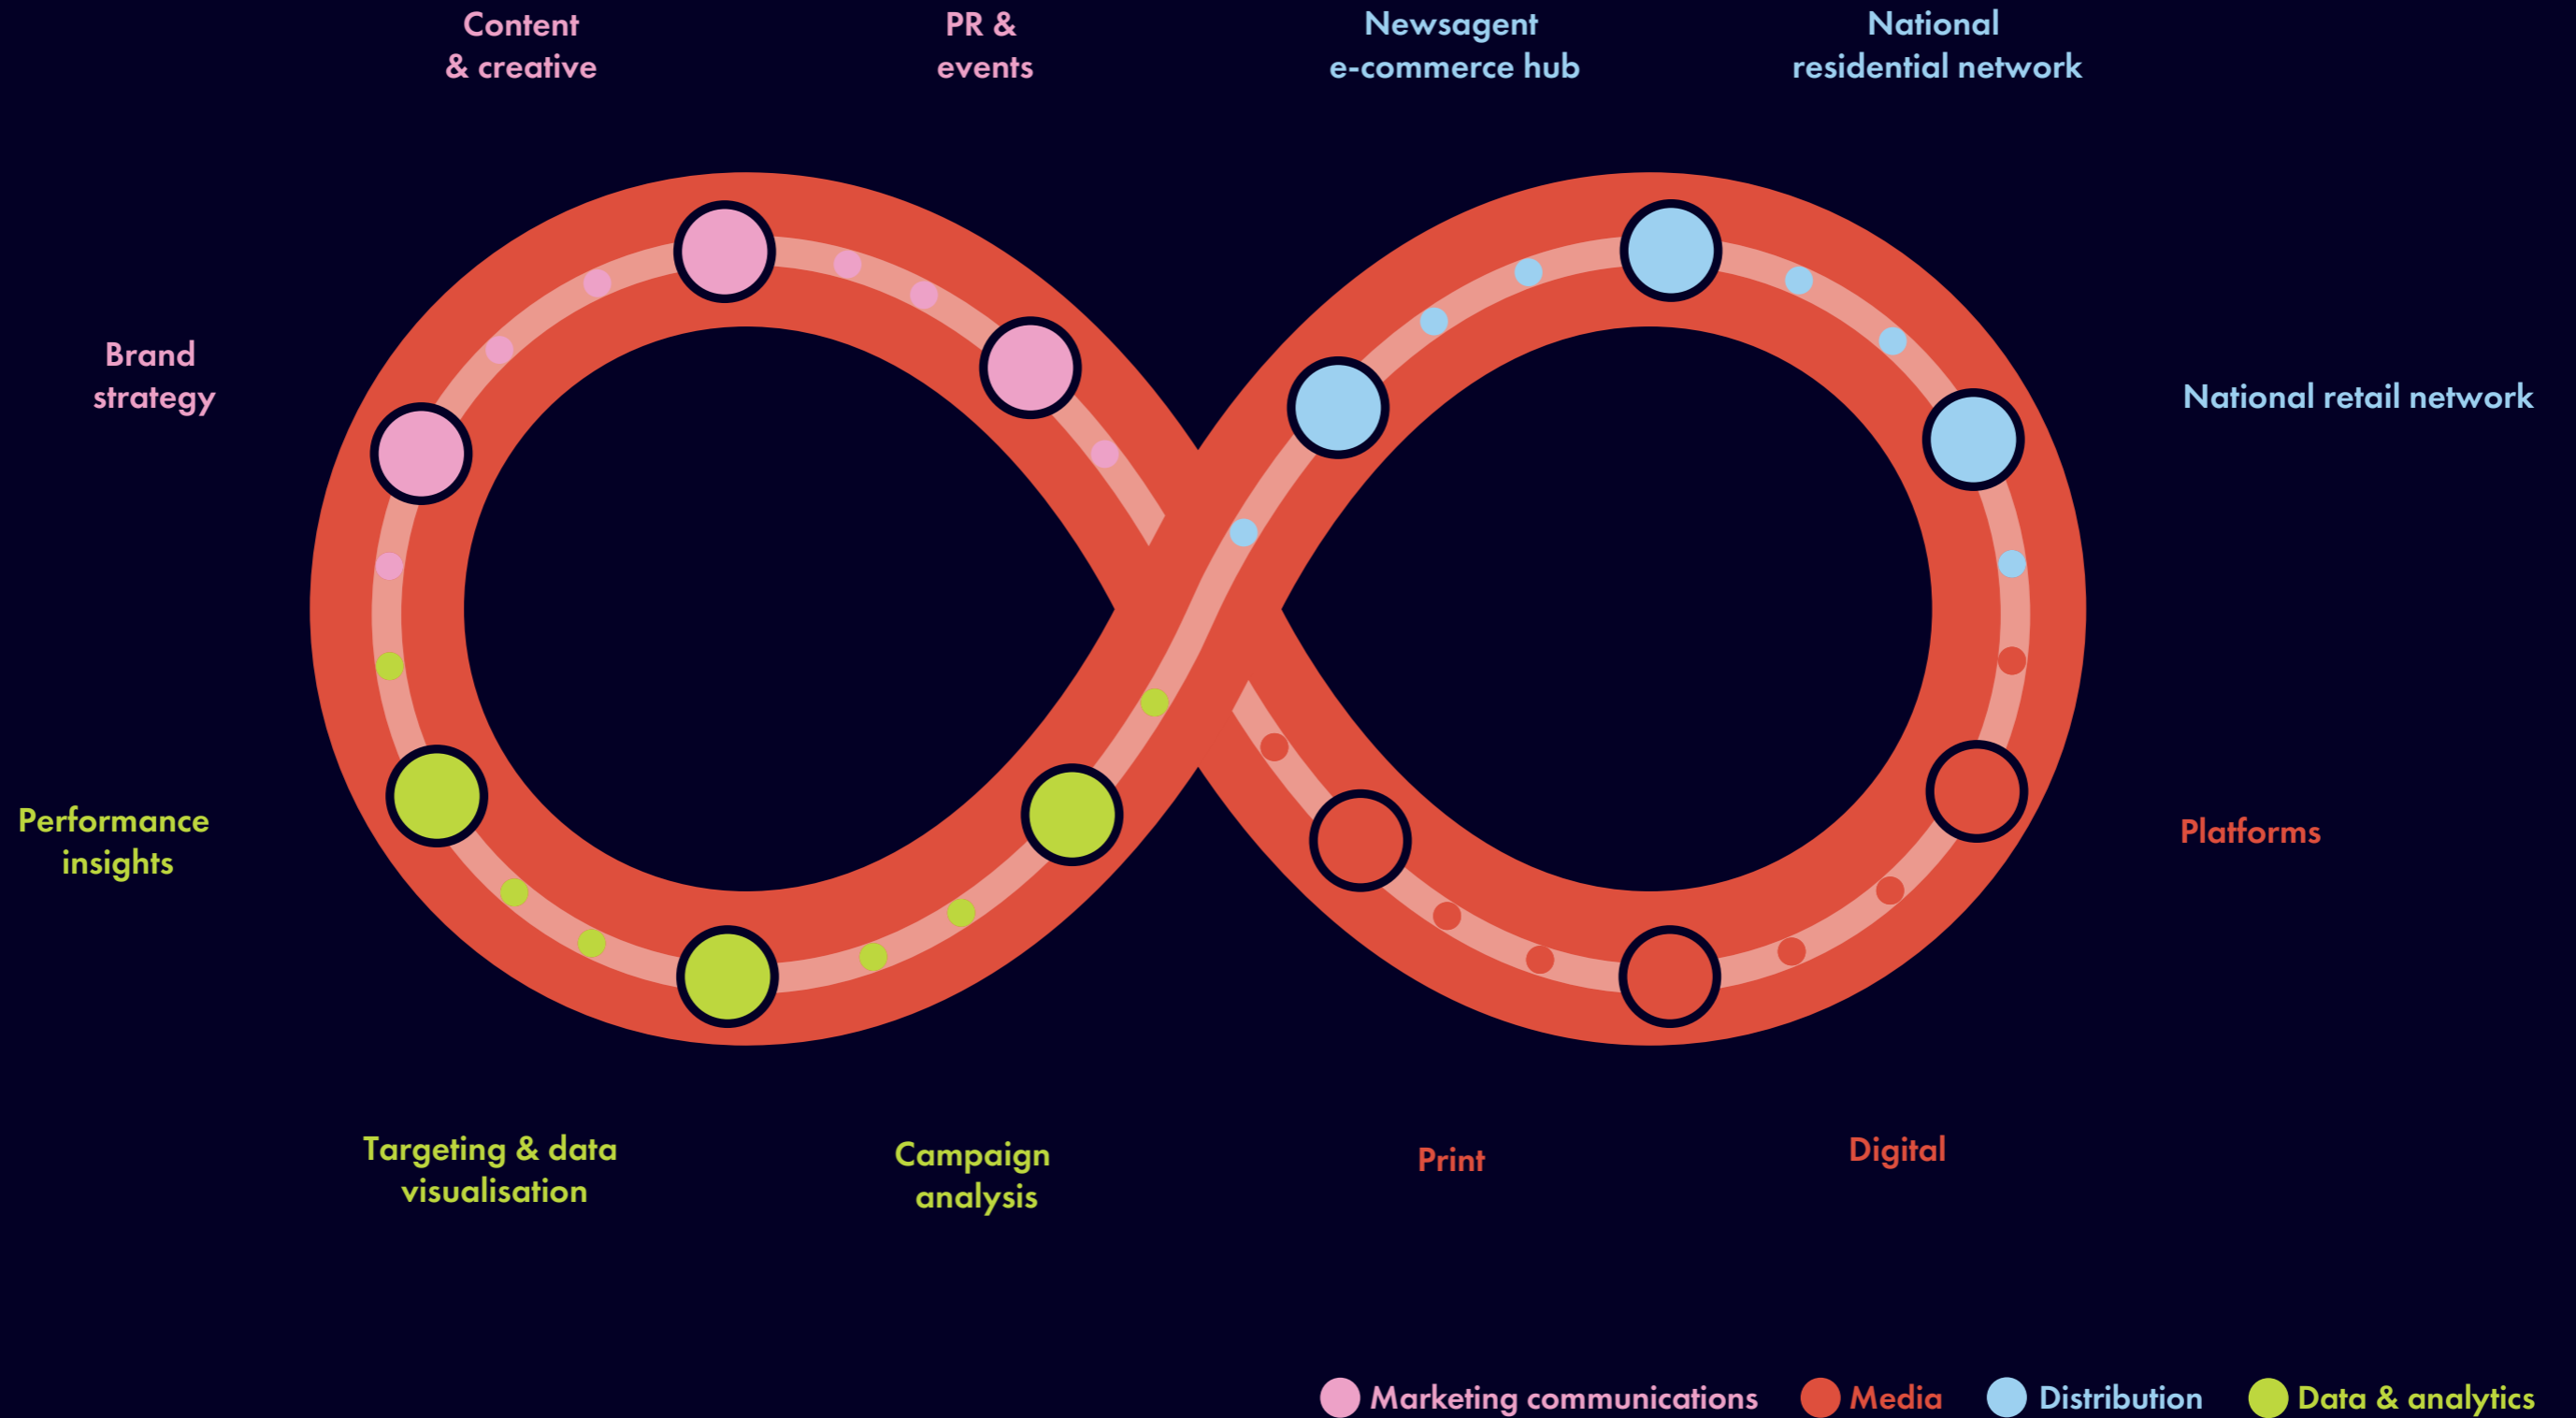 Content
& creative
PR &
events
Newsagent
e-commerce hub
National
residential network
Brand
strategy
National retail network
Performance
insights
Platforms
Targeting & data
visualisation
Campaign
analysis
Print
Digital
Marketing communications
Media
Distribution
Data & analytics